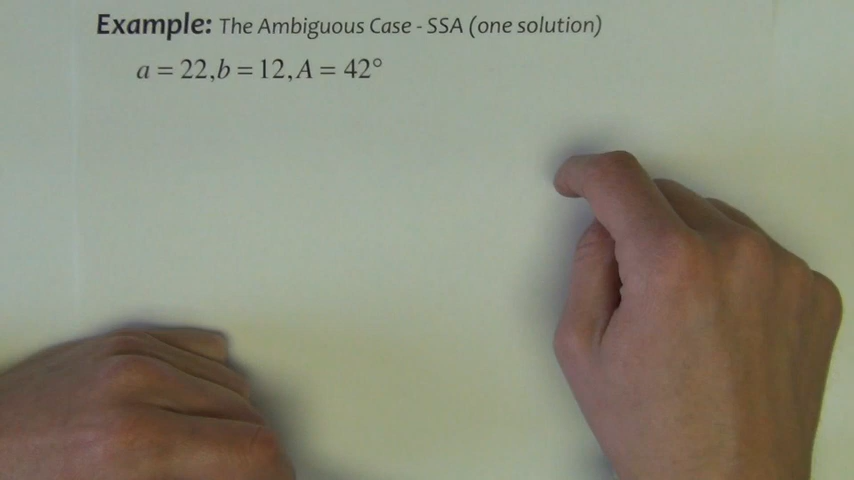 Example: The Ambiguous Case - SSA (one solution)
a = 22,b = 12,A = 42°